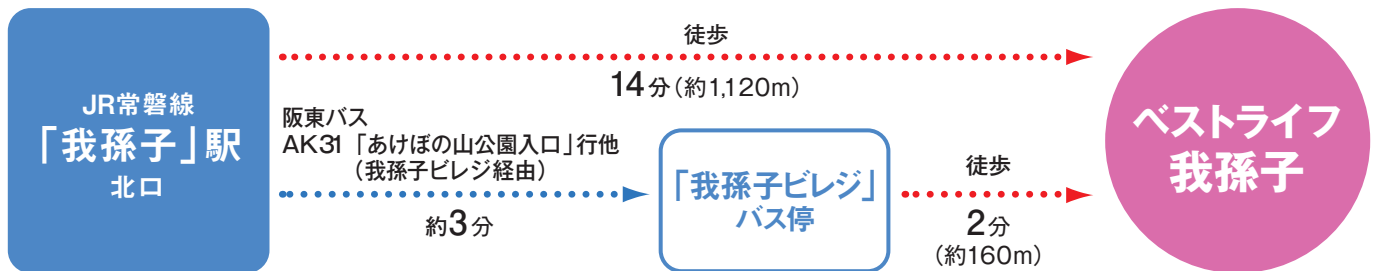 JR常磐線
「我孫子」駅
北口
徒歩
14分(約1,120m)
阪東バス
AK31「あけぼの山公園入口」行他
(我孫子ビレジ経由)
約3分
「我孫子ビレジ」
バス停
徒歩
2分
(約160m)
ベストライフ
我孫子